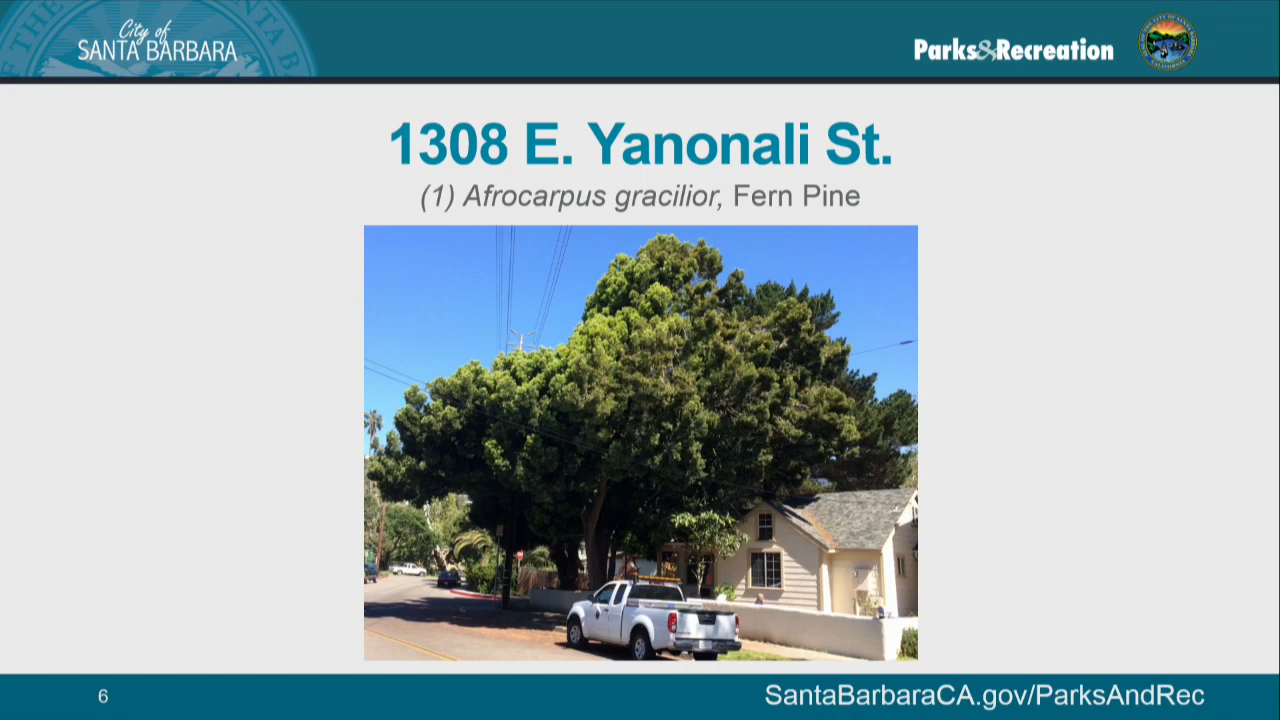 City of
SANTA BARBARA
Parks&Recreation
1308 E. Yanonali St.
(1) Afrocarpus gracilior, Fern Pine
6
SantaBarbaraCA.gov/ParksAndRec